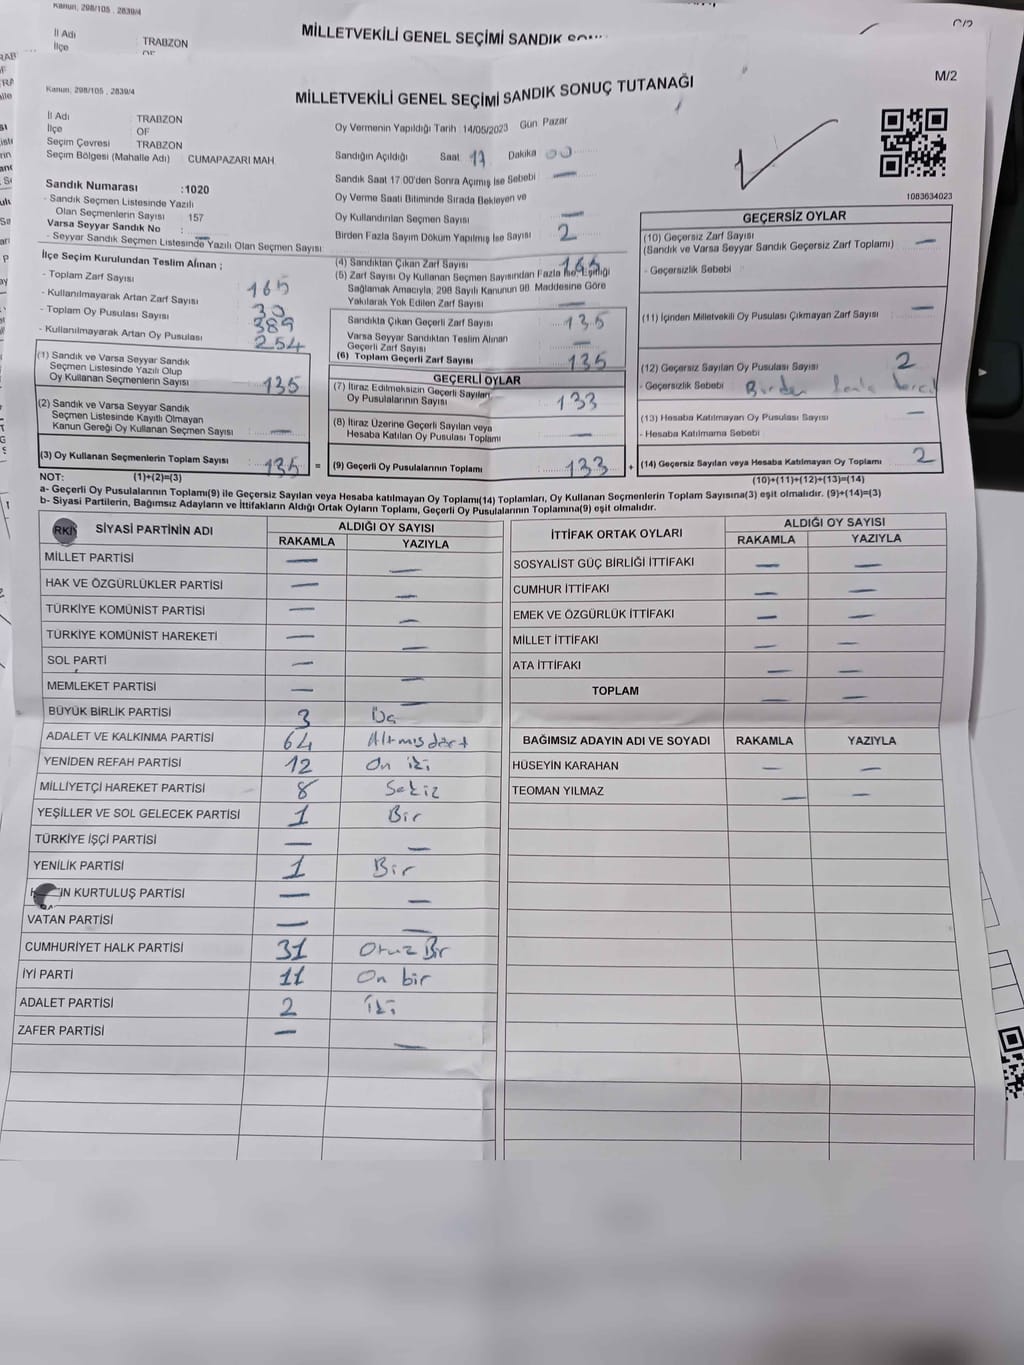 Kanun, 298/105 , 2839/4
İl Adı
TRABZON
İlçe
MİLLETVEKİLİ GENEL SEÇİMİ SANDIK
Kanun, 298/105 , 2839/4
MİLLETVEKİLİ GENEL SEÇİMİ SANDIK SONUÇ TUTANAĞI
M/2
İl Adı : TRABZON
İlçe : OF
Seçim Çevresi : TRABZON
Seçim Bölgesi (Mahalle Adı) : CUMAPAZARI MAH.
Sandık Numarası :1020
- Sandık Seçmen Listesinde Yazılı
Olan Seçmenlerin Sayısı : 157
Varsa Seyyar Sandık No :
- Seyyar Sandık Seçmen Listesinde Yazılı Olan Seçmen Sayısı:
Oy Vermenin Yapıldığı Tarih : 14/05/2023 Gün Pazar
Sandığın Açıldığı Saat 17 Dakika 00
Sandık Saat 17:00'den Sonra Açımış İse Sebebi —
Oy Verme Saati Bitiminde Sırada Bekleyen ve
Oy Kullandırılan Seçmen Sayısı —
Birden Fazla Sayım Döküm Yapılmış İse Sayısı 2
1083634023
İlçe Seçim Kurulundan Teslim Alınan ;
- Toplam Zarf Sayısı : 165
- Kullanılmayarak Artan Zarf Sayısı : 30
- Toplam Oy Pusulası Sayısı : 389
- Kullanılmayarak Artan Oy Pusulası : 254
(1) Sandık ve Varsa Seyyar Sandık
Seçmen Listesinde Yazılı Olup
Oy Kullanan Seçmenlerin Sayısı : 135
(2) Sandık ve Varsa Seyyar Sandık
Seçmen Listesinde Kayıtlı Olmayan
Kanun Gereği Oy Kullanan Seçmen Sayısı : —
(3) Oy Kullanan Seçmenlerin Toplam Sayısı : 135
(4) Sandıktan Çıkan Zarf Sayısı
(5) Zarf Sayısı Oy Kullanan Seçmen Sayısından Fazla İse, Eşitliği
Sağlamak Amacıyla, 298 Sayılı Kanunun 98. Maddesine Göre
Yakılarak Yok Edilen Zarf Sayısı —
Sandıkta Çıkan Geçerli Zarf Sayısı 135
Varsa Seyyar Sandıktan Teslim Alınan
Geçerli Zarf Sayısı —
(6) Toplam Geçerli Zarf Sayısı 135
GEÇERLİ OYLAR
(7) İtiraz Edilmeksizin Geçerli Sayılan
Oy Pusulalarının Sayısı 133
(8) İtiraz Üzerine Geçerli Sayılan veya
Hesaba Katılan Oy Pusulası Toplamı —
= (9) Geçerli Oy Pusulalarının Toplamı : 133
GEÇERSİZ OYLAR
(10) Geçersiz Zarf Sayısı —
(Sandık ve Varsa Seyyar Sandık Geçersiz Zarf Toplamı)
- Geçersizlik Sebebi :
(11) İçinden Milletvekili Oy Pusulası Çıkmayan Zarf Sayısı —
(12) Geçersiz Sayılan Oy Pusulası Sayısı 2
- Geçersizlik Sebebi : Birden
(13) Hesaba Katılmayan Oy Pusulası Sayısı —
- Hesaba Katılmama Sebebi
+ (14) Geçersiz Sayılan veya Hesaba Katılmayan Oy Toplamı 2
NOT: (1)+(2)=(3)
(10)+(11)+(12)+(13)=(14)
a- Geçerli Oy Pusulalarının Toplamı(9) ile Geçersiz Sayılan veya Hesaba katılmayan Oy Toplamı(14) Toplamları, Oy Kullanan Seçmenlerin Toplam Sayısına(3) eşit olmalıdır. (9)+(14)=(3)
b- Siyasi Partilerin, Bağımsız Adayların ve İttifakların Aldığı Ortak Oyların Toplamı, Geçerli Oy Pusulalarının Toplamına(9) eşit olmalıdır.
SİYASİ PARTİNİN ADI ALDIĞI OY SAYISI
RAKAMLA YAZIYLA
MİLLET PARTİSİ — —
HAK VE ÖZGÜRLÜKLER PARTİSİ — —
TÜRKİYE KOMÜNİST PARTİSİ — —
TÜRKİYE KOMÜNİST HAREKETİ — —
SOL PARTİ — —
MEMLEKET PARTİSİ — —
BÜYÜK BİRLİK PARTİSİ 3 Üç
ADALET VE KALKINMA PARTİSİ 64 Altmış dört
YENİDEN REFAH PARTİSİ 12 On iki
MİLLİYETÇİ HAREKET PARTİSİ 8 Sekiz
YEŞİLLER VE SOL GELECEK PARTİSİ 1 Bir
TÜRKİYE İŞÇİ PARTİSİ — —
YENİLİK PARTİSİ 1 Bir
KURTULUŞ PARTİSİ — —
VATAN PARTİSİ — —
CUMHURİYET HALK PARTİSİ 31 Otuz Bir
İYİ PARTİ 11 On bir
ADALET PARTİSİ 2 İki
ZAFER PARTİSİ — —
İTTİFAK ORTAK OYLARI ALDIĞI OY SAYISI
RAKAMLA YAZIYLA
SOSYALİST GÜÇ BİRLİĞİ İTTİFAKI — —
CUMHUR İTTİFAKI — —
EMEK VE ÖZGÜRLÜK İTTİFAKI — —
MİLLET İTTİFAKI — —
ATA İTTİFAKI — —
TOPLAM — —
BAĞIMSIZ ADAYIN ADI VE SOYADI RAKAMLA YAZIYLA
HÜSEYİN KARAHAN — —
TEOMAN YILMAZ — —